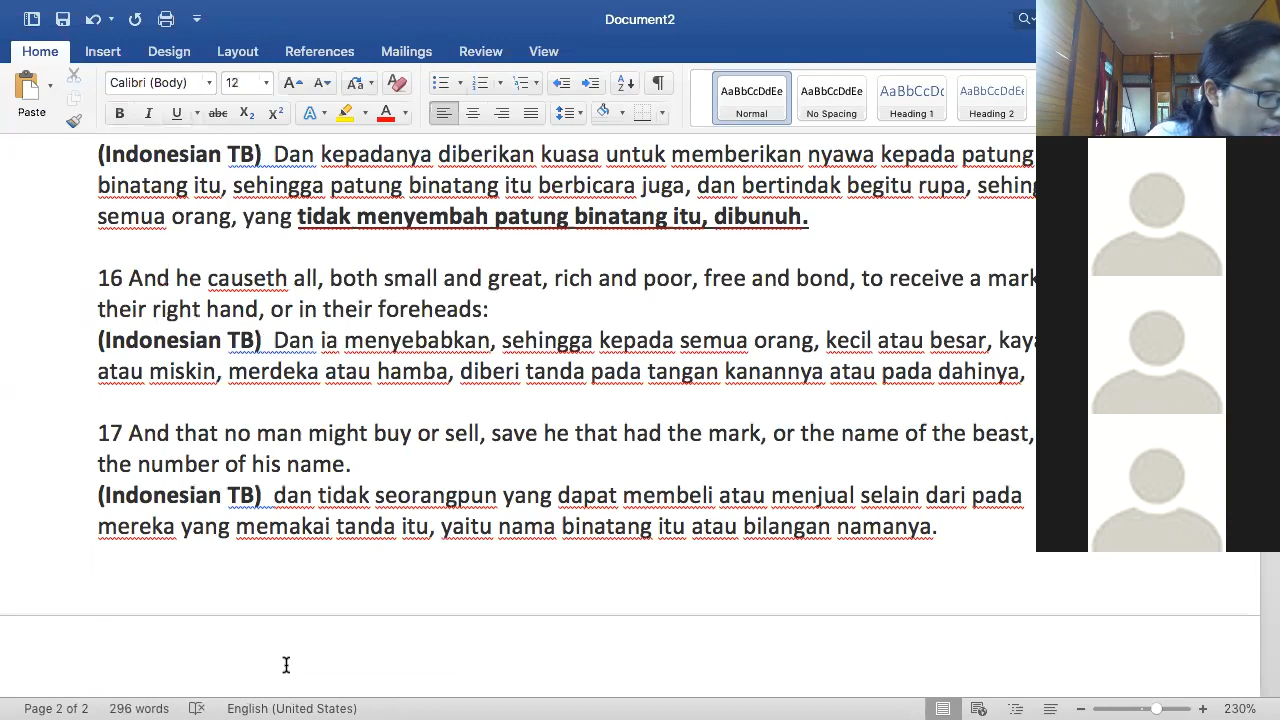 Document2
Home Insert Design Layout References Mailings Review View
Paste
Calibri (Body) 12
AaBbCcDdEe AaBbCcDdEe AaBbCcDc AaBbCcDdEe
Normal No Spacing Heading 1 Heading 2
(Indonesian TB) Dan kepadanya diberikan kuasa untuk memberikan nyawa kepada patung
binatang itu, sehingga patung binatang itu berbicara juga, dan bertindak begitu rupa, sehing
semua orang, yang tidak menyembah patung binatang itu, dibunuh.
16 And he causeth all, both small and great, rich and poor, free and bond, to receive a mark
their right hand, or in their foreheads:
(Indonesian TB) Dan ia menyebabkan, sehingga kepada semua orang, kecil atau besar, kaya
atau miskin, merdeka atau hamba, diberi tanda pada tangan kanannya atau pada dahinya,
17 And that no man might buy or sell, save he that had the mark, or the name of the beast,
the number of his name.
(Indonesian TB) dan tidak seorangpun yang dapat membeli atau menjual selain dari pada
mereka yang memakai tanda itu, yaitu nama binatang itu atau bilangan namanya.
Page 2 of 2 296 words English (United States) 230%